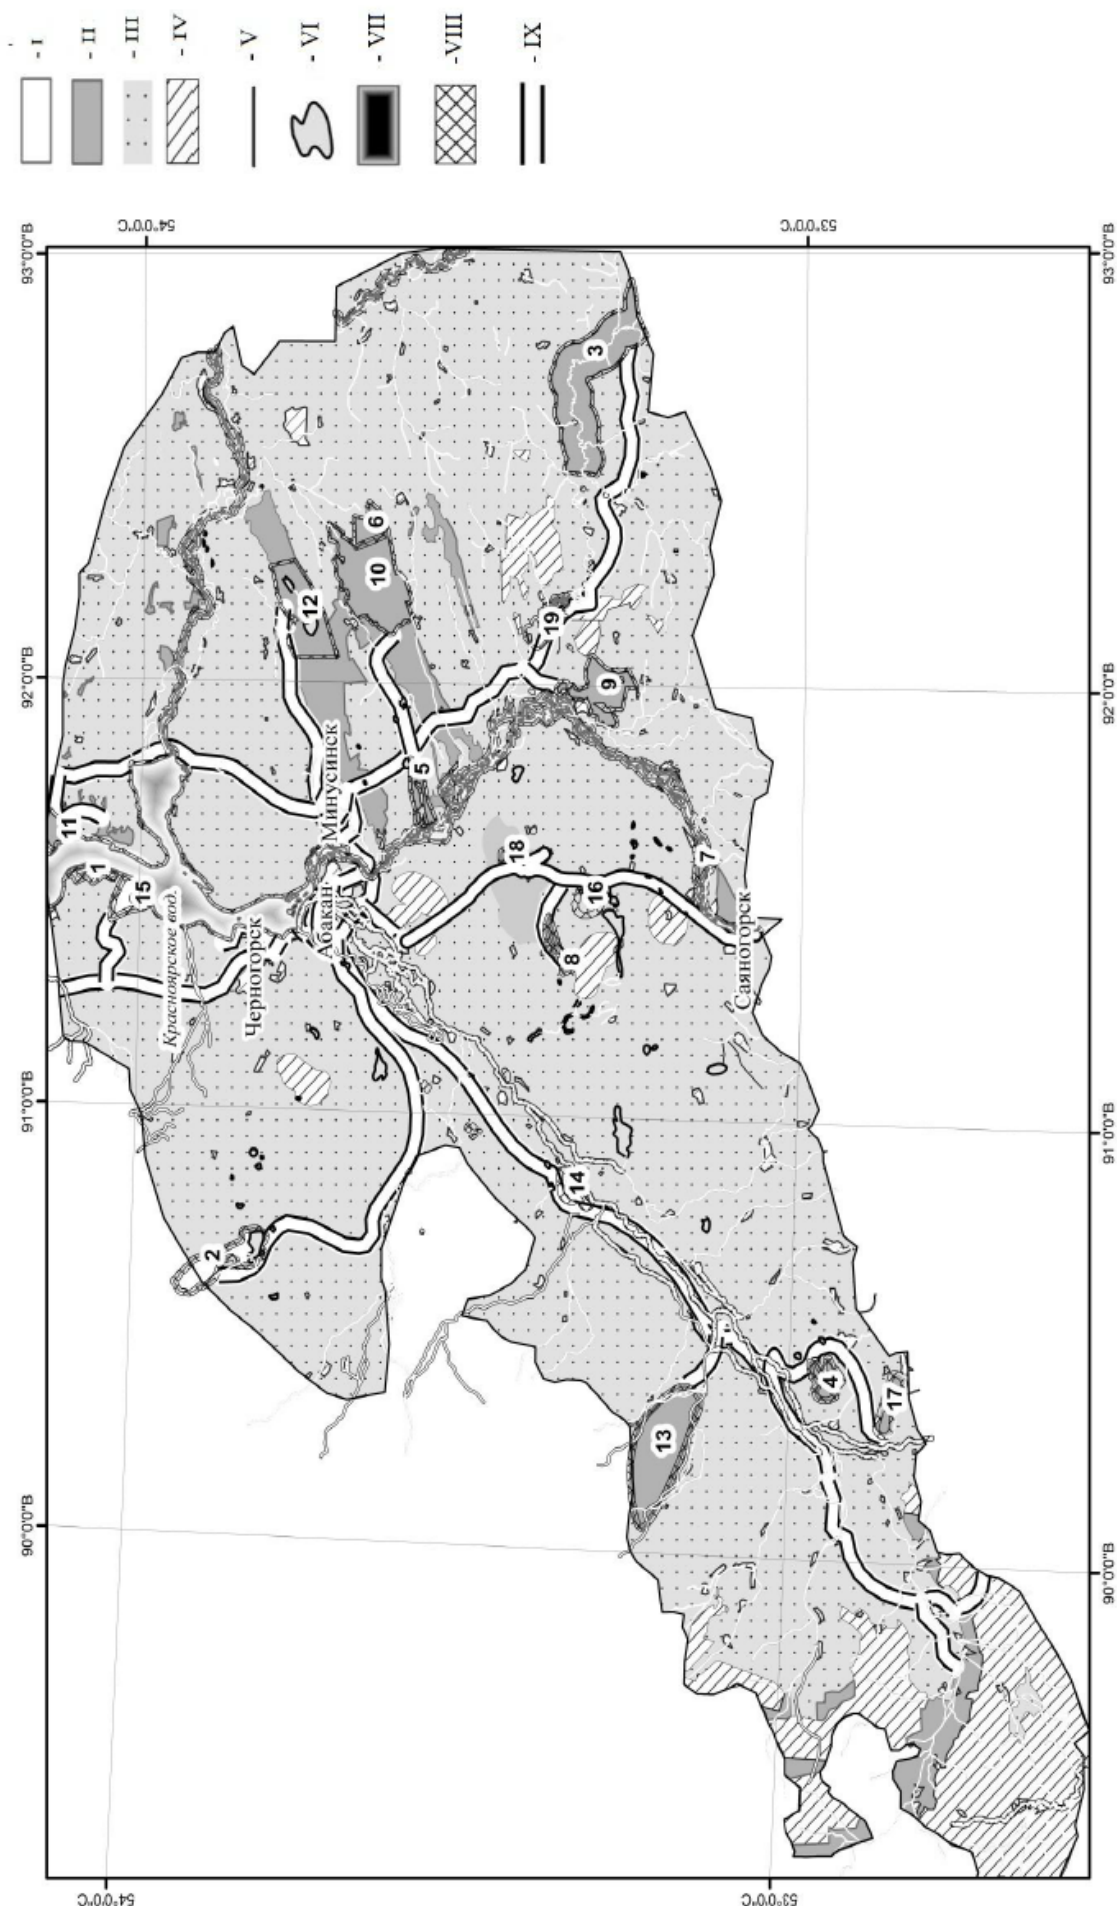 - I
- II
- III
- IV
- V
- VI
- VII
- VIII
- IX
54°0'0"С
53°0'0"С
93°0'0"В
93°0'0"В
3
6
10
12
19
92°0'0"В
92°0'0"В
9
Минусинск
5
11
1
15
18
7
16
Красноярское вод.
Абакан
Черногорск
8
Саяногорск
91°0'0"В
91°0'0"В
14
2
4
17
13
90°0'0"В
90°0'0"В
54°0'0"С
53°0'0"С